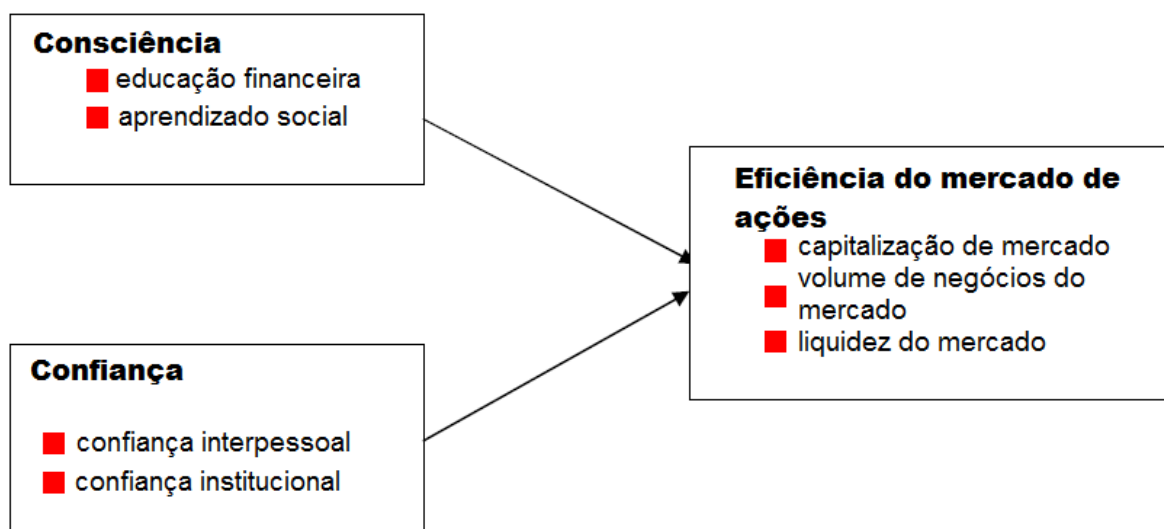 Consciência
educação financeira
aprendizado social
Eficiência do mercado de
ações
capitalização de mercado
volume de negócios do
mercado
liquidez do mercado
Confiança
confiança interpessoal
confiança institucional